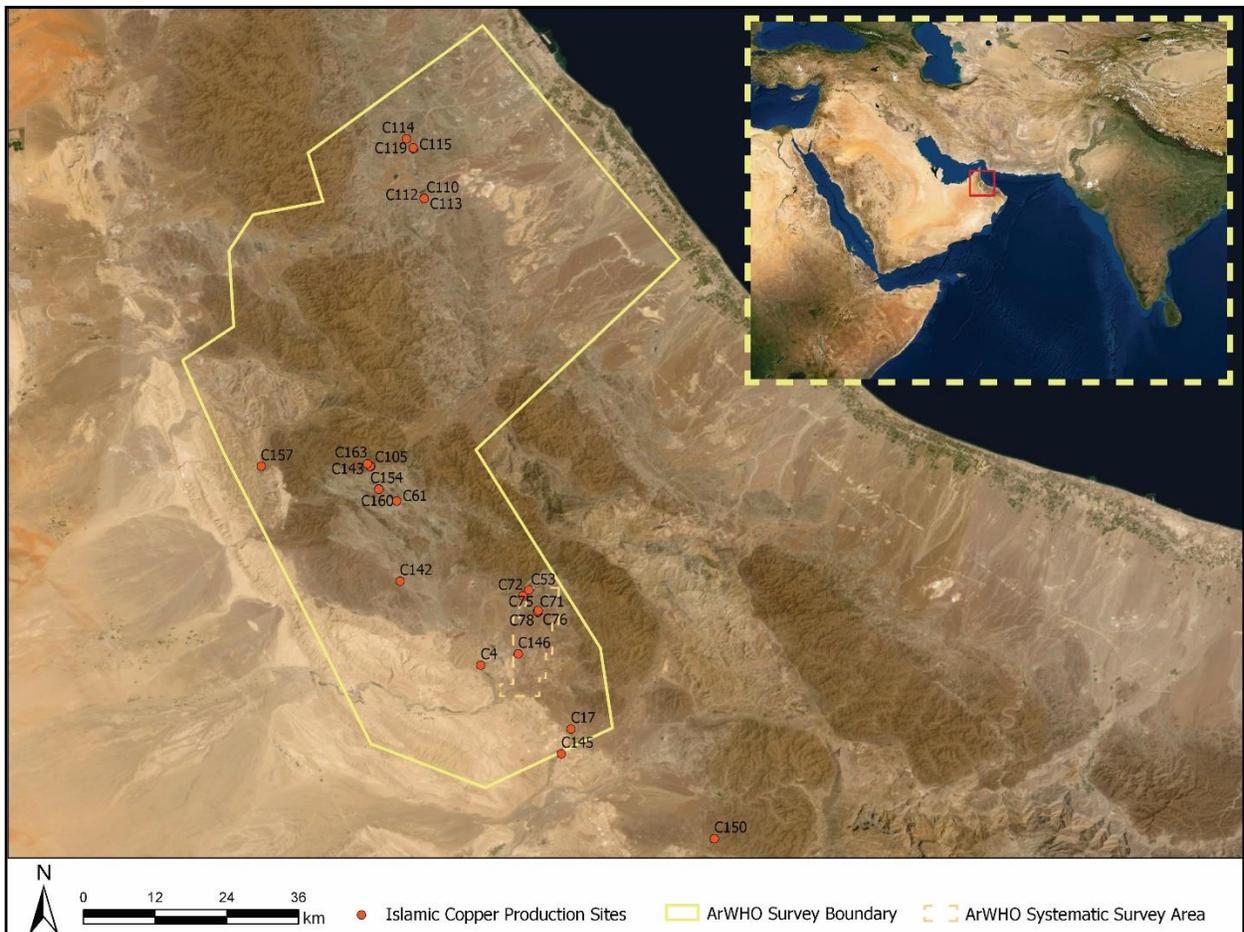 C114
C119 C115
C110
C112
C113
C163 C105
C157 C143
C154
C160 C61
C142
C72 C53
C75 C71
C78 C76
C146
C4
C17
C145
C150
N
0 12 24 36
km
Islamic Copper Production Sites
ArWHO Survey Boundary
ArWHO Systematic Survey Area